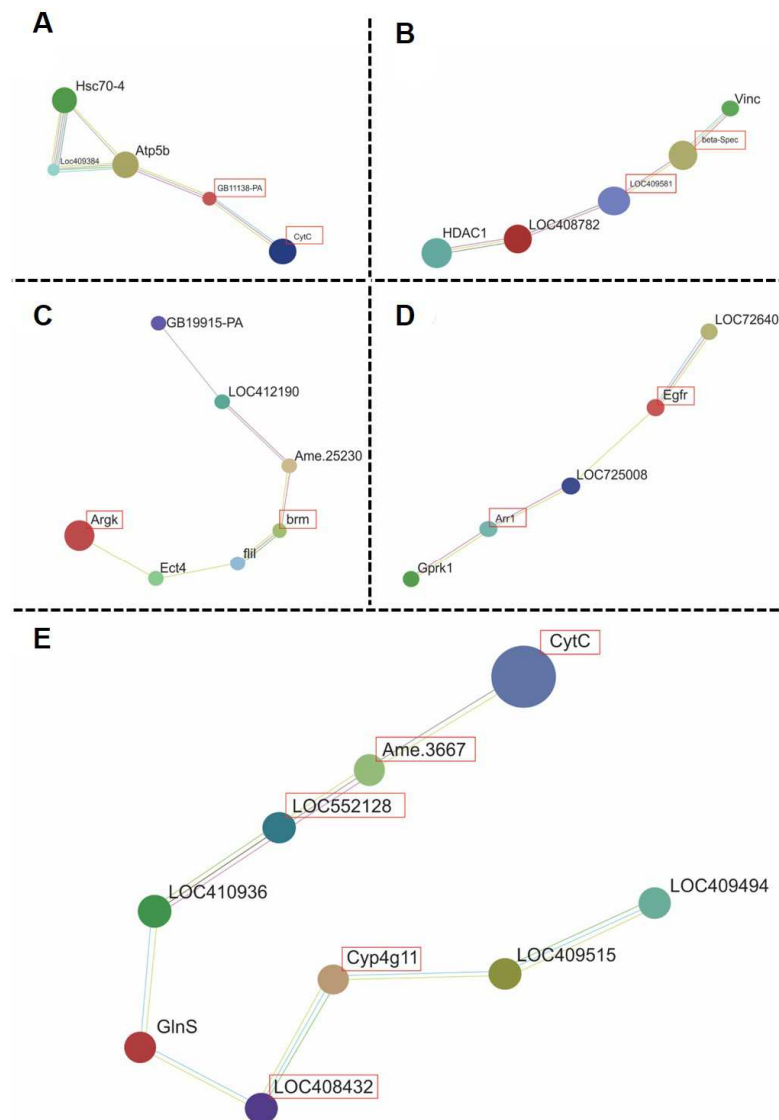 A
Hsc70-4
Loc409384
Atp5b
GB11138-PA
CytC
B
Vinc
beta-Spec
LOC409581
LOC408782
HDAC1
C
GB19915-PA
LOC412190
Ame.25230
Argk
brm
flil
Ect4
D
LOC72640
Egfr
LOC725008
Arr1
Gprk1
E
CytC
Ame.3667
LOC552128
LOC410936
LOC409494
Cyp4g11
LOC409515
GlnS
LOC408432